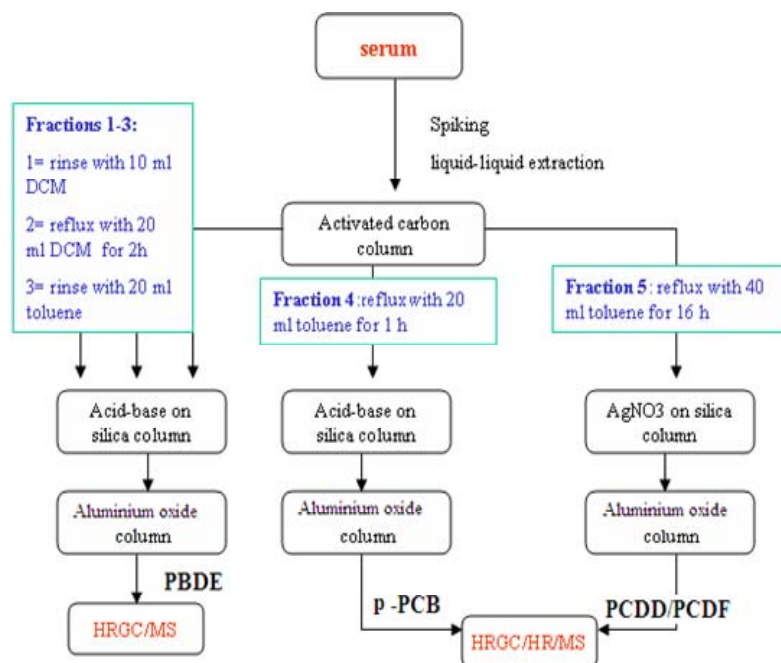 serum
Spiking
liquid-liquid extraction
Fractions 1-3:
1= rinse with 10 ml
DCM
2= reflux with 20
ml DCM for 2h
3= rinse with 20 ml
toluene
Activated carbon
column
Fraction 4:reflux with 20
ml toluene for 1 h
Fraction 5: reflux with 40
ml toluene for 16 h
Acid-base on
silica column
Acid-base on
silica column
AgNO3 on silica
column
Aluminium oxide
column
Aluminium oxide
column
Aluminium oxide
column
PBDE
p -PCB
PCDD/PCDF
HRGC/MS
HRGC/HR/MS